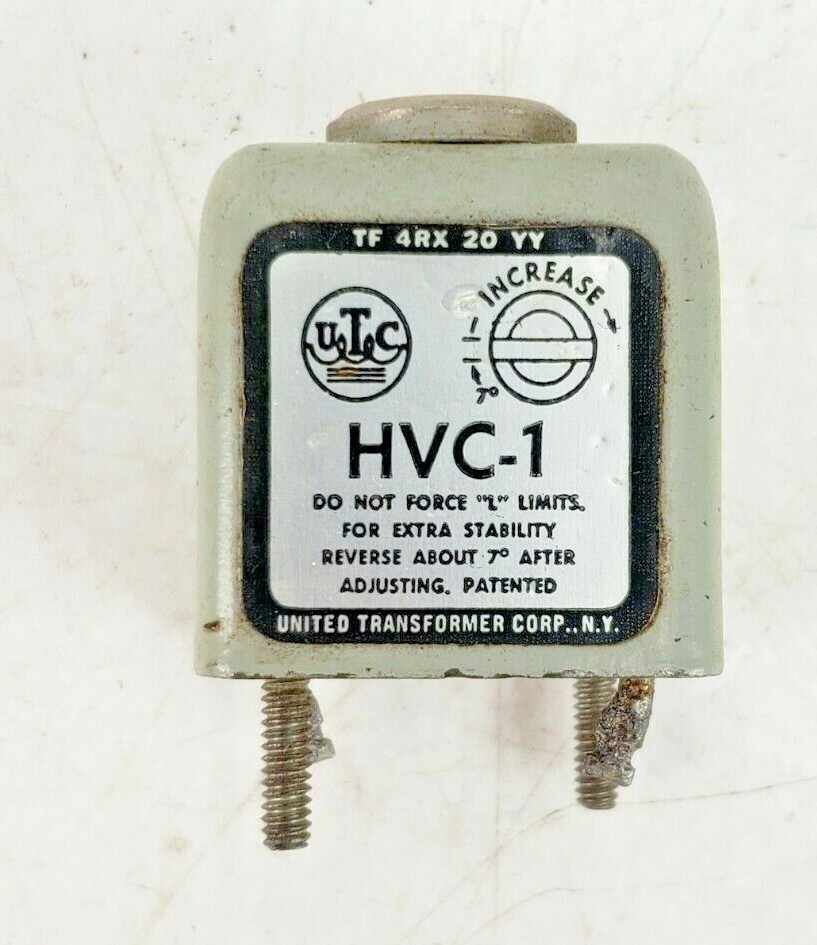 TF 4RX 20 YY
UTC
INCREASE
7°
HVC-1
DO NOT FORCE "L" LIMITS.
FOR EXTRA STABILITY
REVERSE ABOUT 7° AFTER
ADJUSTING. PATENTED
UNITED TRANSFORMER CORP., N.Y.